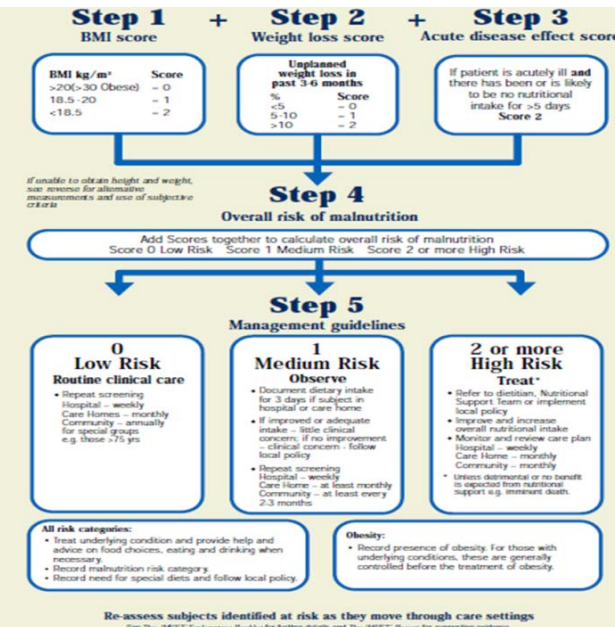 Step 1 + Step 2 + Step 3
BMI score
Weight loss score
Acute disease effect score
BMI kg/m² Score
>20(>30 Obese) – 0
18.5-20 – 1
<18.5 – 2
Unplanned
weight loss in
past 3-6 months
% Score
<5 – 0
5-10 – 1
>10 – 2
If patient is acutely ill and
there has been or is likely
to be no nutritional
intake for >5 days
Score 2
If unable to obtain height and weight,
see reverse for alternative
measurements and use of subjective
criteria
Step 4
Overall risk of malnutrition
Add Scores together to calculate overall risk of malnutrition
Score 0 Low Risk Score 1 Medium Risk Score 2 or more High Risk
Step 5
Management guidelines
0
Low Risk
Routine clinical care
• Repeat screening
Hospital – weekly
Care Homes – monthly
Community – annually
for special groups
e.g. those >75 yrs
1
Medium Risk
Observe
• Document dietary intake
for 3 days if subject in
hospital or care home
• If improved or adequate
intake – little clinical
concern; if no improvement
– clinical concern - follow
local policy
• Repeat screening
Hospital – weekly
Care Home – at least monthly
Community – at least every
2-3 months
2 or more
High Risk
Treat*
• Refer to dietitian, Nutritional
Support Team or implement
local policy
• Improve and increase
overall nutritional intake
• Monitor and review care plan
Hospital – weekly
Care Home – monthly
Community – monthly
* Unless detrimental or no benefit
is expected from nutritional
support e.g. imminent death.
All risk categories:
• Treat underlying condition and provide help and
advice on food choices, eating and drinking when
necessary.
• Record malnutrition risk category.
• Record need for special diets and follow local policy.
Obesity:
• Record presence of obesity. For those with
underlying conditions, these are generally
controlled before the treatment of obesity.
Re-assess subjects identified at risk as they move through care settings